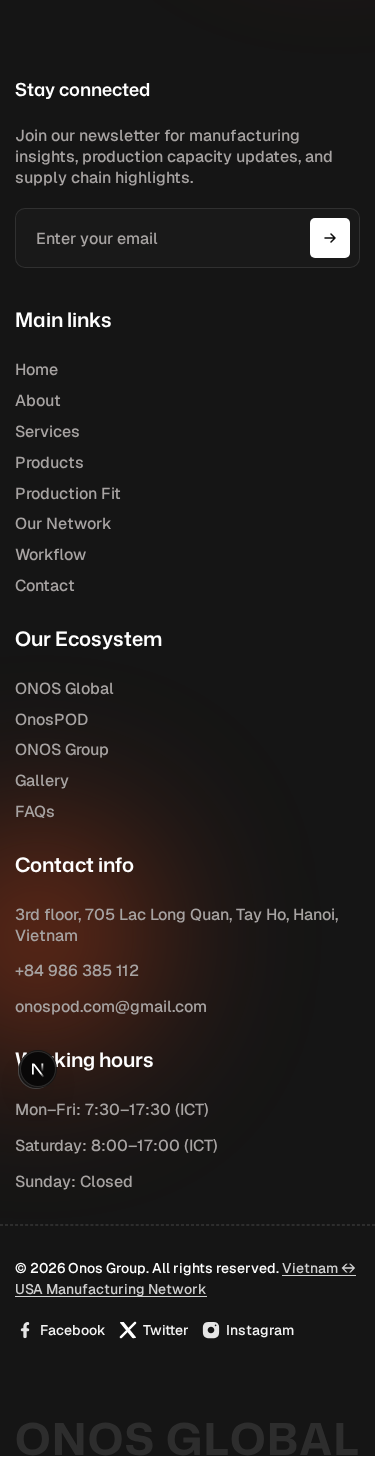 Stay connected
Join our newsletter for manufacturing
insights, production capacity updates, and
supply chain highlights.
Enter your email
Main links
Home
About
Services
Products
Production Fit
Our Network
Workflow
Contact
Our Ecosystem
ONOS Global
OnosPOD
ONOS Group
Gallery
FAQs
Contact info
3rd floor, 705 Lac Long Quan, Tay Ho, Hanoi,
Vietnam
+84 986 385 112
onospod.com@gmail.com
Working hours
Mon–Fri: 7:30–17:30 (ICT)
Saturday: 8:00–17:00 (ICT)
Sunday: Closed
© 2026 Onos Group. All rights reserved. Vietnam ↔
USA Manufacturing Network
Facebook Twitter Instagram
ONOS GLOBAL